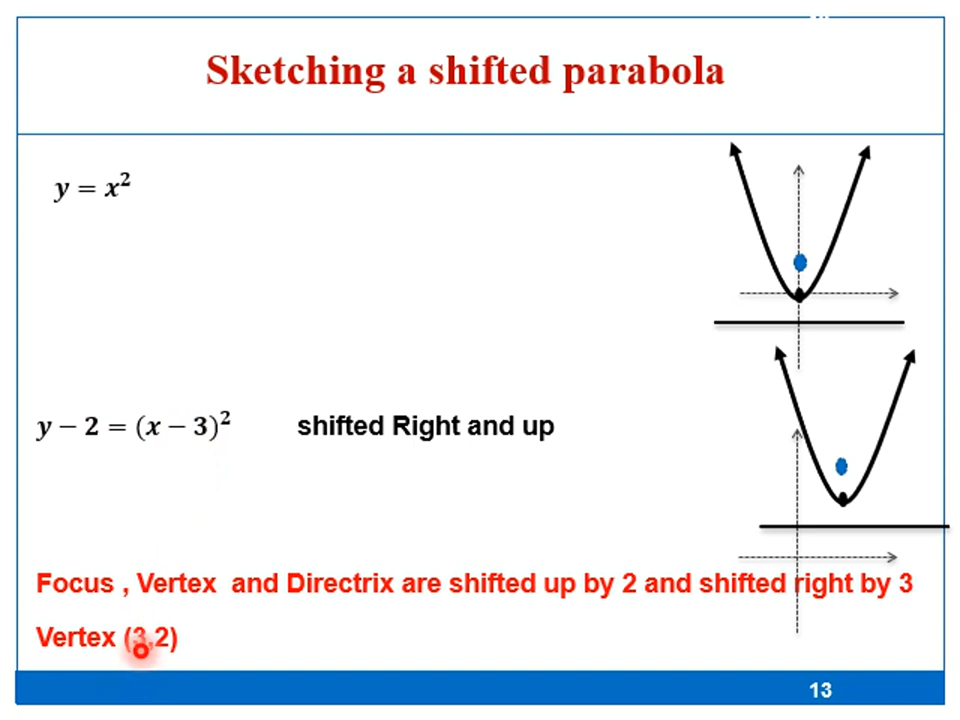 Sketching a shifted parabola
y = x²
y − 2 = (x − 3)² shifted Right and up
Focus , Vertex and Directrix are shifted up by 2 and shifted right by 3
Vertex (3,2)
13